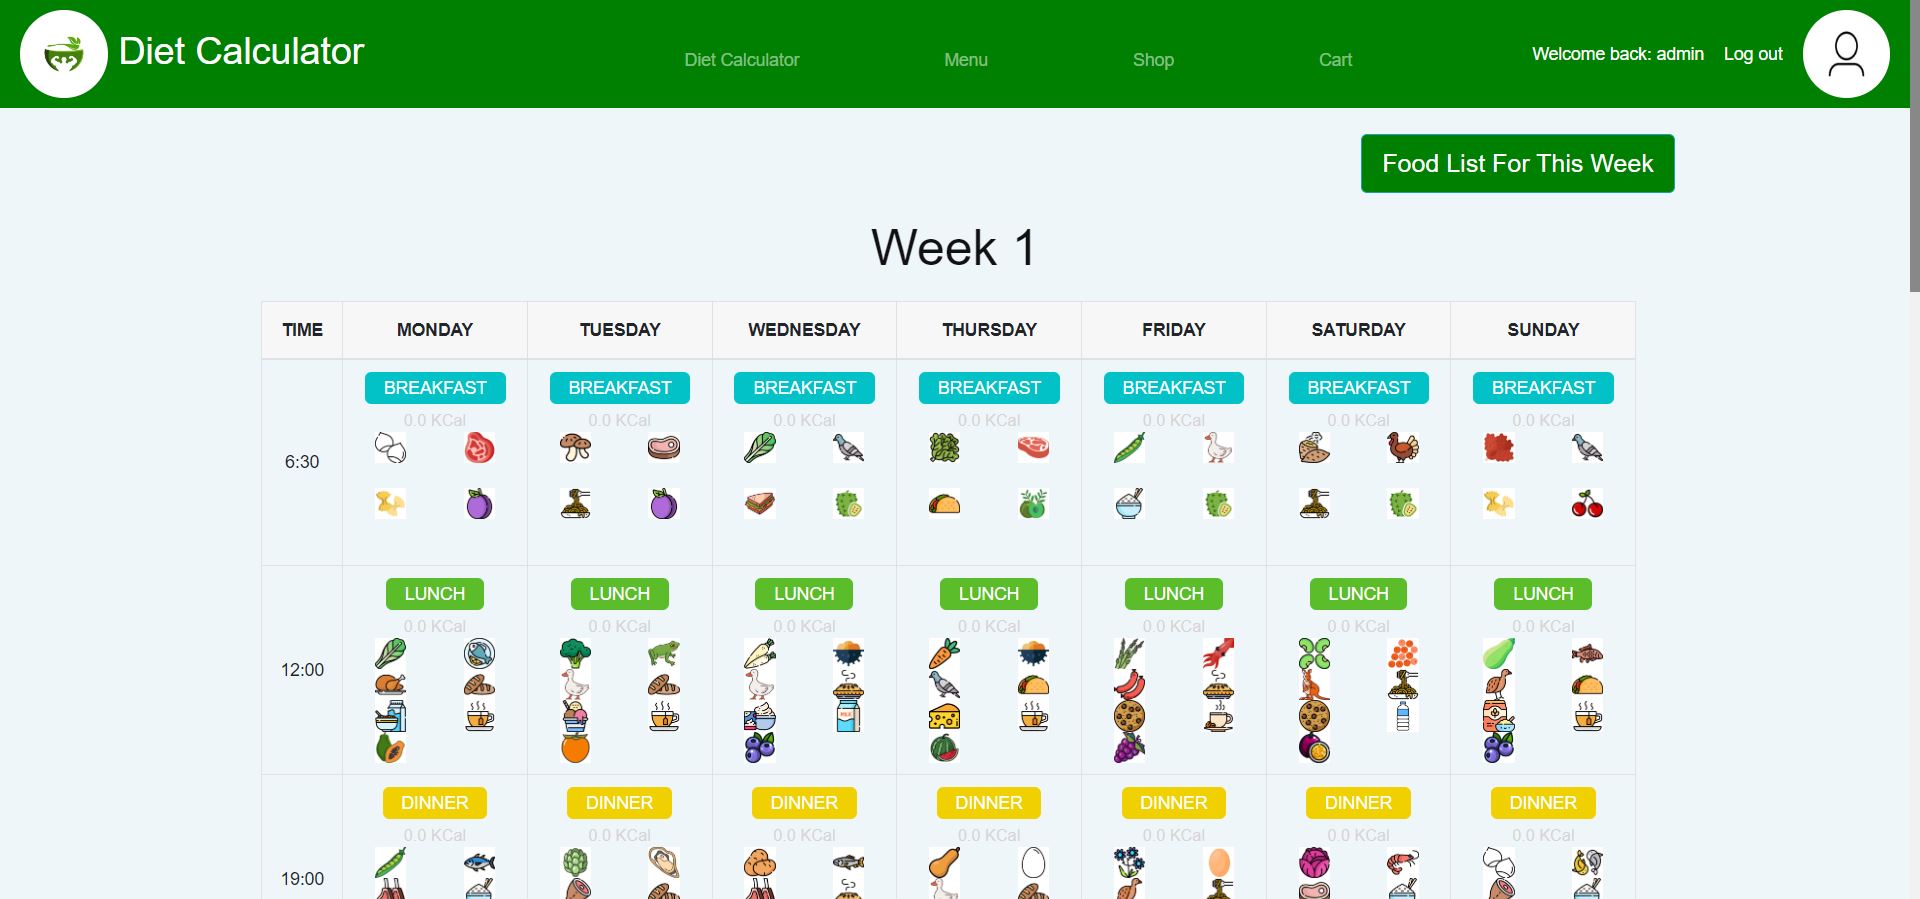 Diet Calculator
Diet Calculator Menu Shop Cart
Welcome back: admin Log out
Food List For This Week
Week 1
TIME MONDAY TUESDAY WEDNESDAY THURSDAY FRIDAY SATURDAY SUNDAY
BREAKFAST BREAKFAST BREAKFAST BREAKFAST BREAKFAST BREAKFAST BREAKFAST
0.0 KCal 0.0 KCal 0.0 KCal 0.0 KCal 0.0 KCal 0.0 KCal 0.0 KCal
6:30
LUNCH LUNCH LUNCH LUNCH LUNCH LUNCH LUNCH
0.0 KCal 0.0 KCal 0.0 KCal 0.0 KCal 0.0 KCal 0.0 KCal 0.0 KCal
12:00
DINNER DINNER DINNER DINNER DINNER DINNER DINNER
0.0 KCal 0.0 KCal 0.0 KCal 0.0 KCal 0.0 KCal 0.0 KCal 0.0 KCal
19:00